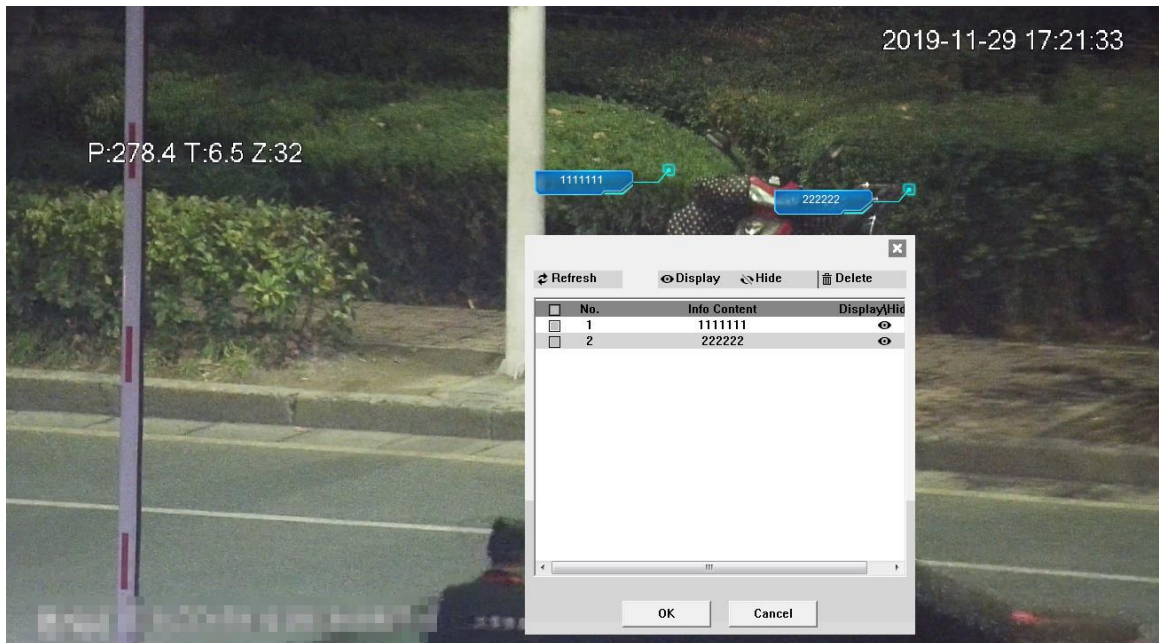 2019-11-29 17:21:33
P:278.4 T:6.5 Z:32
1111111
222222
Refresh Display Hide Delete
No. Info Content Display\Hid
1 1111111
2 222222
OK Cancel